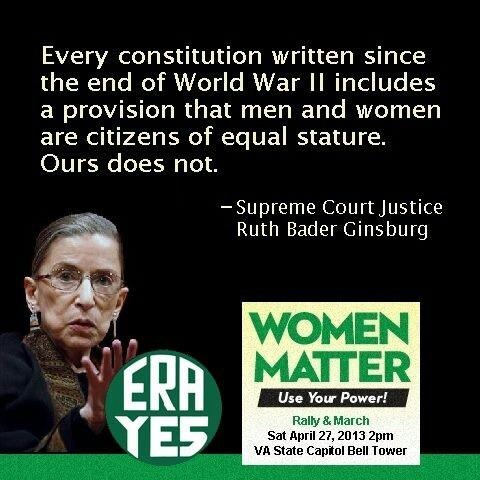 Every constitution written since
the end of World War II includes
a provision that men and women
are citizens of equal stature.
Ours does not.
– Supreme Court Justice
Ruth Bader Ginsburg
ERA
YES
WOMEN
MATTER
Use Your Power!
Rally & March
Sat April 27, 2013 2pm
VA State Capitol Bell Tower